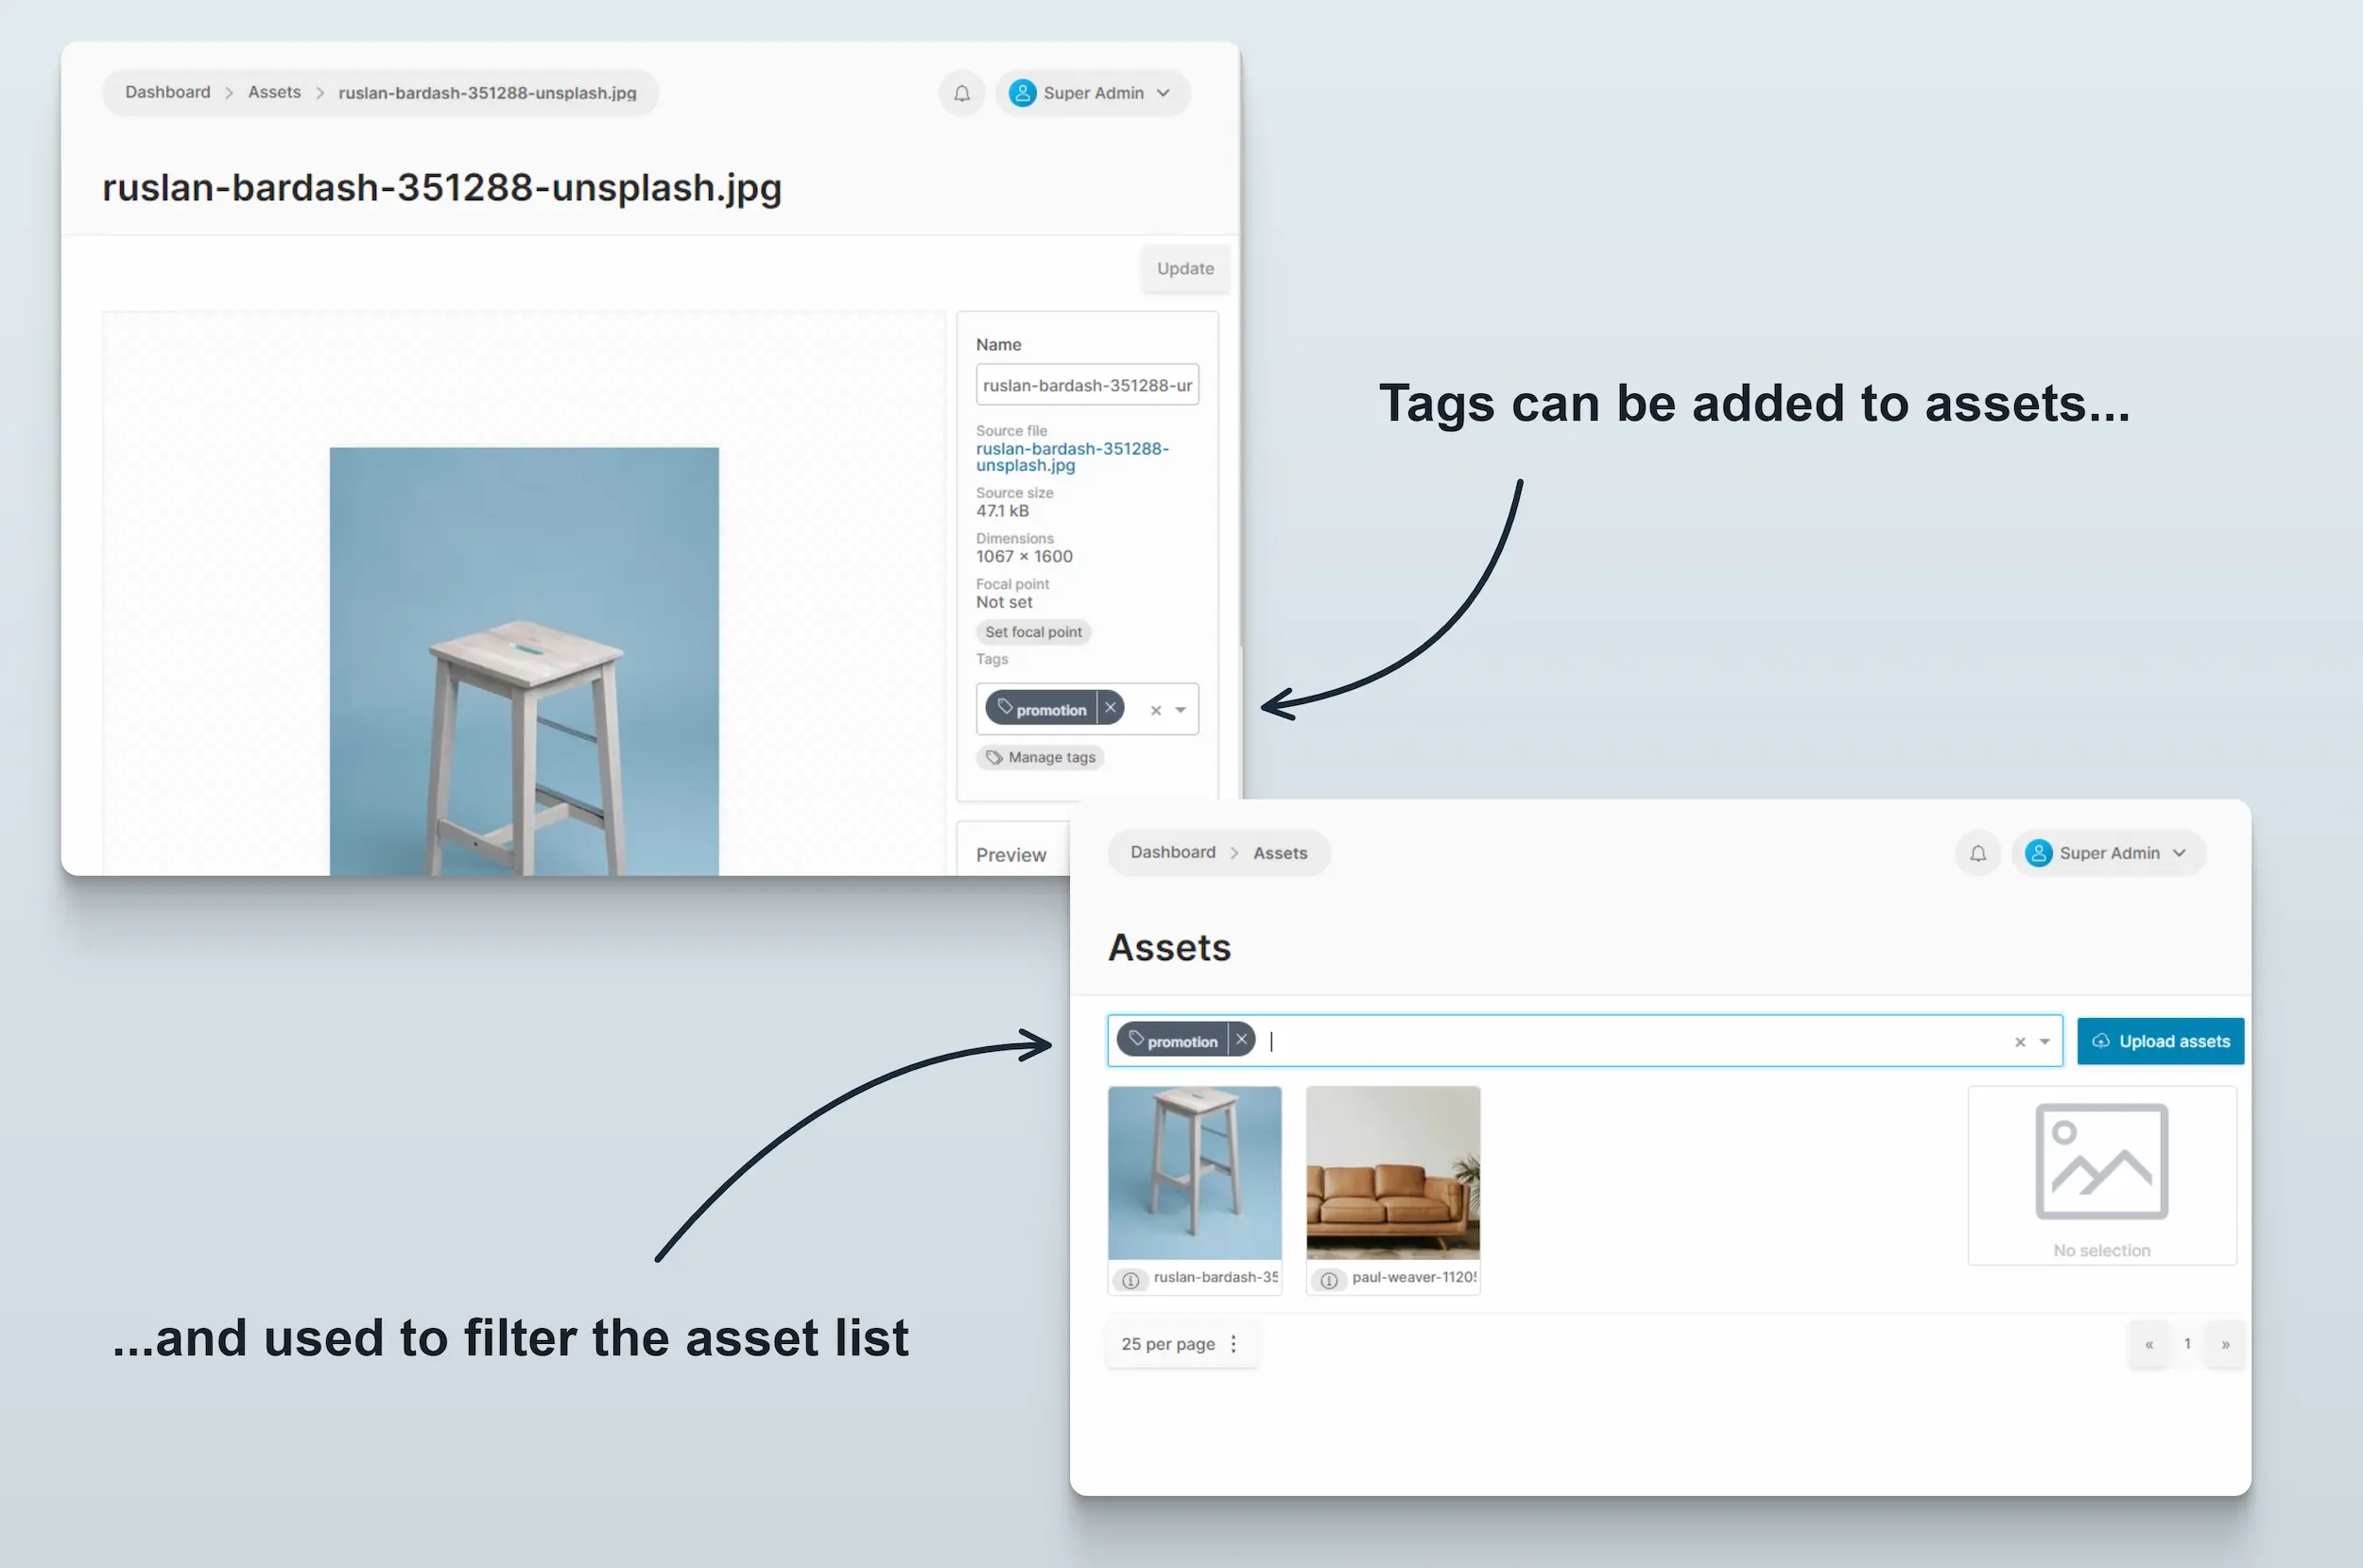 Dashboard > Assets > ruslan-bardash-351288-unsplash.jpg
Super Admin
ruslan-bardash-351288-unsplash.jpg
Update
Name
ruslan-bardash-351288-ur
Source file
ruslan-bardash-351288-
unsplash.jpg
Source size
47.1 kB
Dimensions
1067 × 1600
Focal point
Not set
Set focal point
Tags
promotion
Manage tags
Preview
Tags can be added to assets...
Dashboard > Assets
Super Admin
Assets
promotion
Upload assets
ruslan-bardash-35
paul-weaver-1120
No selection
25 per page
« 1 »
...and used to filter the asset list